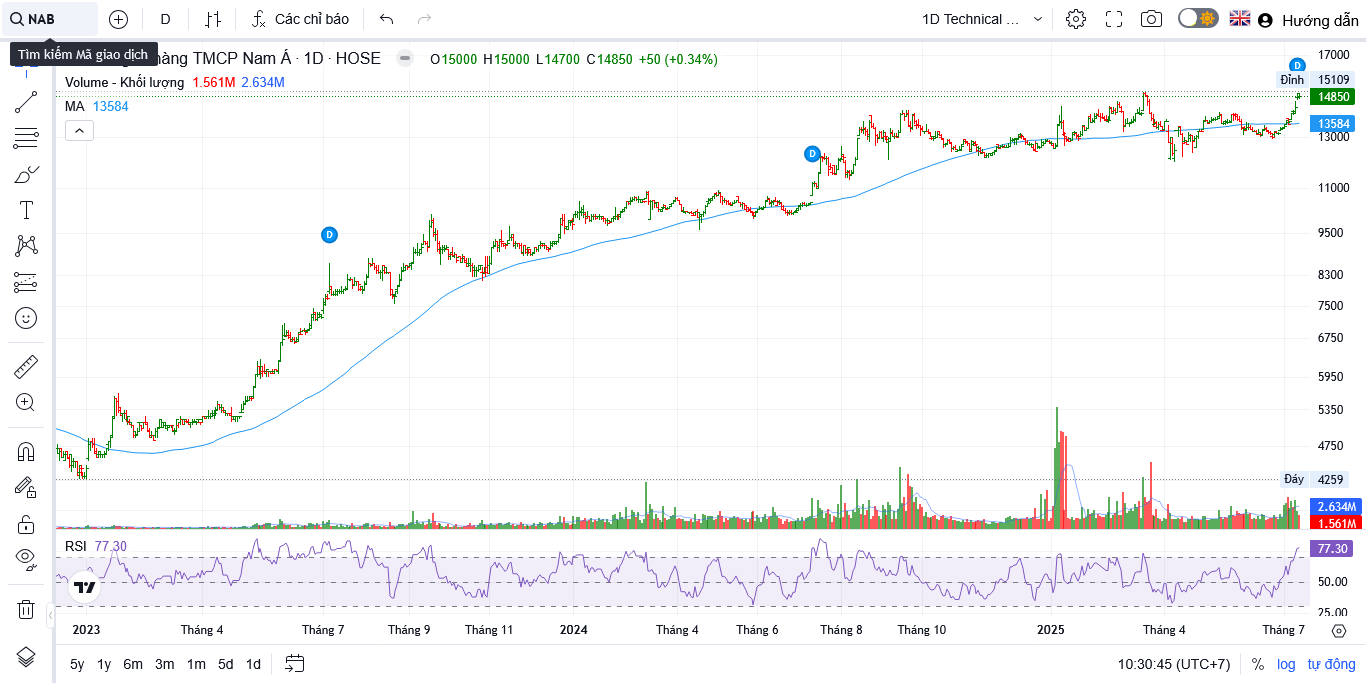 NAB D Các chỉ báo 1D Technical ... Hướng dẫn
Tìm kiếm Mã giao dịch
hàng TMCP Nam Á · 1D · HOSE O15000 H15000 L14700 C14850 +50 (+0.34%)
Volume - Khối lượng 1.561M 2.634M
MA 13584
D
D
D
17000
Đỉnh 15109
14850
13584
13000
11000
9500
8300
7500
6750
5950
5350
4750
Đáy 4259
2.634M
1.561M
RSI 77.30
77.30
50.00
25.00
2023 Tháng 4 Tháng 7 Tháng 9 Tháng 11 2024 Tháng 4 Tháng 6 Tháng 8 Tháng 10 2025 Tháng 4 Tháng 7
5y 1y 6m 3m 1m 5d 1d 10:30:45 (UTC+7) % log tự động